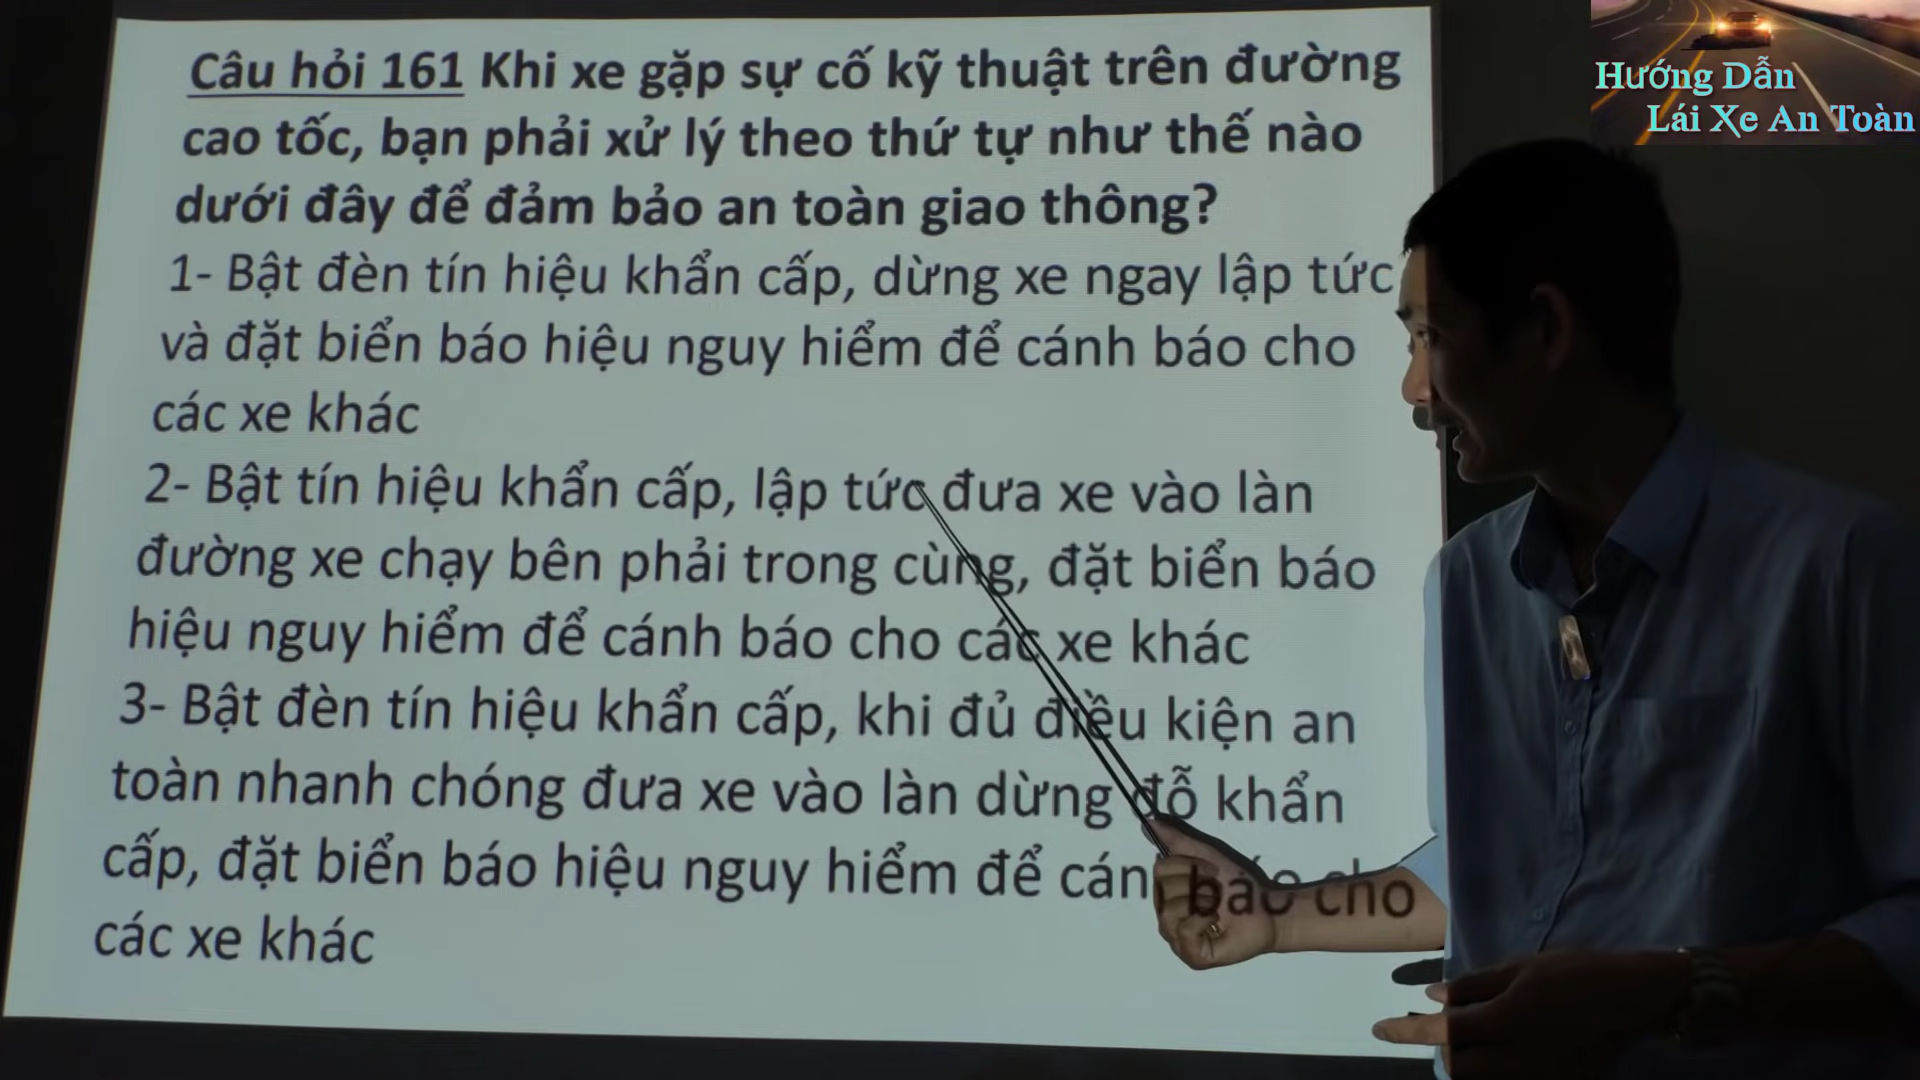 Câu hỏi 161 Khi xe gặp sự cố kỹ thuật trên đường
cao tốc, bạn phải xử lý theo thứ tự như thế nào
dưới đây để đảm bảo an toàn giao thông?
1- Bật đèn tín hiệu khẩn cấp, dừng xe ngay lập tức
và đặt biển báo hiệu nguy hiểm để cánh báo cho
các xe khác
2- Bật tín hiệu khẩn cấp, lập tức đưa xe vào làn
đường xe chạy bên phải trong cùng, đặt biển báo
hiệu nguy hiểm để cánh báo cho các xe khác
3- Bật đèn tín hiệu khẩn cấp, khi đủ điều kiện an
toàn nhanh chóng đưa xe vào làn dừng đỗ khẩn
cấp, đặt biển báo hiệu nguy hiểm để cánh báo cho
các xe khác
Hướng Dẫn
Lái Xe An Toàn